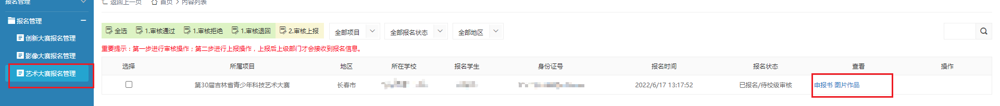 报名管理
返回上一页 首页 > 内容列表
报名管理
创新大赛报名管理
影像大赛报名管理
艺术大赛报名管理
全选 1.审核通过 1.审核拒绝 1.审核退回 2.审核上报 全部项目 全部报名状态 全部地区
重要提示：第一步进行审核操作；第二步进行上报操作，上报后上级部门才会接收到报名信息。
选择 所属项目 地区 所在学校 报名学生 身份证号 报名时间 报名状态 查看 操作
第30届吉林省青少年科技艺术大赛 长春市 2022/6/17 13:17:52 已报名/待校级审核 申报书 图片作品